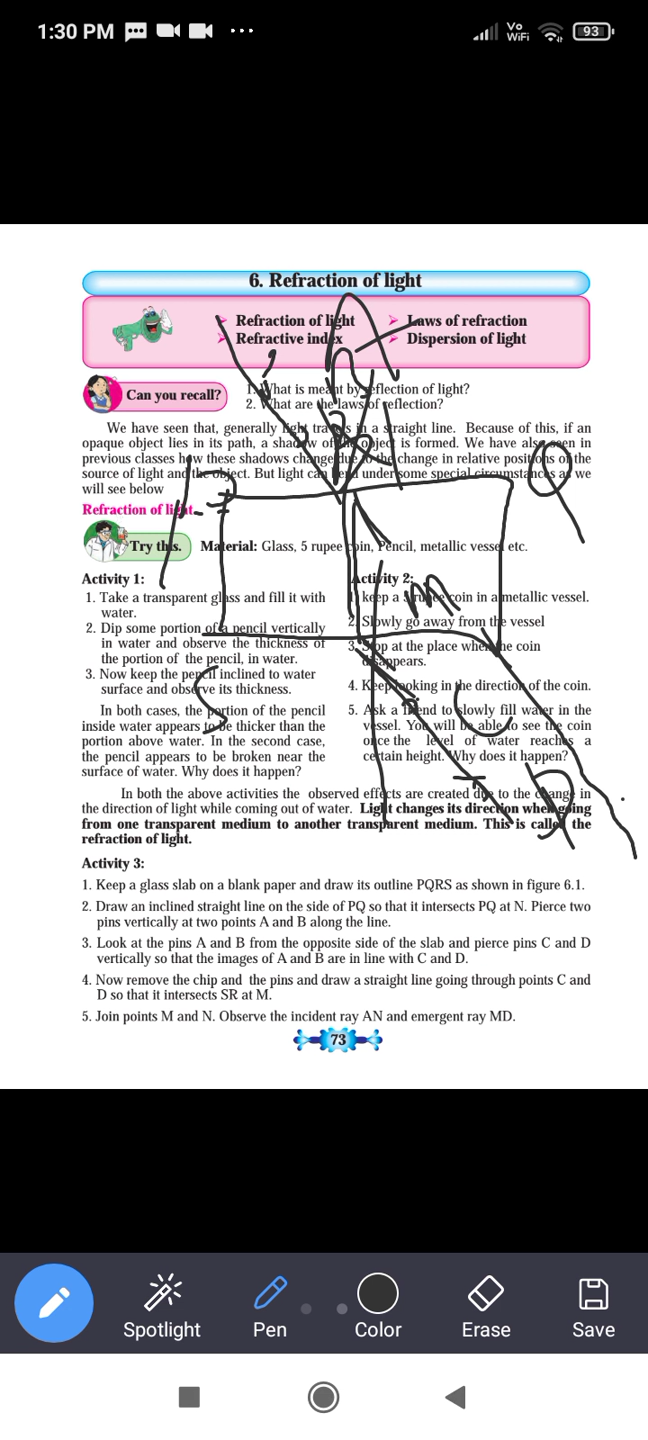 1:30 PM
Vo WiFi 93
6. Refraction of light
➢ Refraction of light ➢ Laws of refraction
➢ Refractive index ➢ Dispersion of light
Can you recall?
1. What is meant by reflection of light?
2. What are the laws of reflection?
We have seen that, generally light travels in a straight line. Because of this, if an
opaque object lies in its path, a shadow of the object is formed. We have also seen in
previous classes how these shadows change due to the change in relative positions of the
source of light and the object. But light can bend under some special circumstances as we
will see below
Refraction of light
Try this.
Material: Glass, 5 rupee coin, Pencil, metallic vessel etc.
Activity 1:
1. Take a transparent glass and fill it with
water.
2. Dip some portion of a pencil vertically
in water and observe the thickness of
the portion of the pencil, in water.
3. Now keep the pencil inclined to water
surface and observe its thickness.
In both cases, the portion of the pencil
inside water appears to be thicker than the
portion above water. In the second case,
the pencil appears to be broken near the
surface of water. Why does it happen?
Activity 2:
1. keep a 5 rupee coin in a metallic vessel.
2. Slowly go away from the vessel
3. Stop at the place when the coin
disappears.
4. Keep looking in the direction of the coin.
5. Ask a friend to slowly fill water in the
vessel. You will be able to see the coin
once the level of water reaches a
certain height. Why does it happen?
In both the above activities the observed effects are created due to the change in
the direction of light while coming out of water. Light changes its direction when going
from one transparent medium to another transparent medium. This is called the
refraction of light.
Activity 3:
1. Keep a glass slab on a blank paper and draw its outline PQRS as shown in figure 6.1.
2. Draw an inclined straight line on the side of PQ so that it intersects PQ at N. Pierce two
pins vertically at two points A and B along the line.
3. Look at the pins A and B from the opposite side of the slab and pierce pins C and D
vertically so that the images of A and B are in line with C and D.
4. Now remove the chip and the pins and draw a straight line going through points C and
D so that it intersects SR at M.
5. Join points M and N. Observe the incident ray AN and emergent ray MD.
73
Q
m
S
Spotlight Pen Color Erase Save